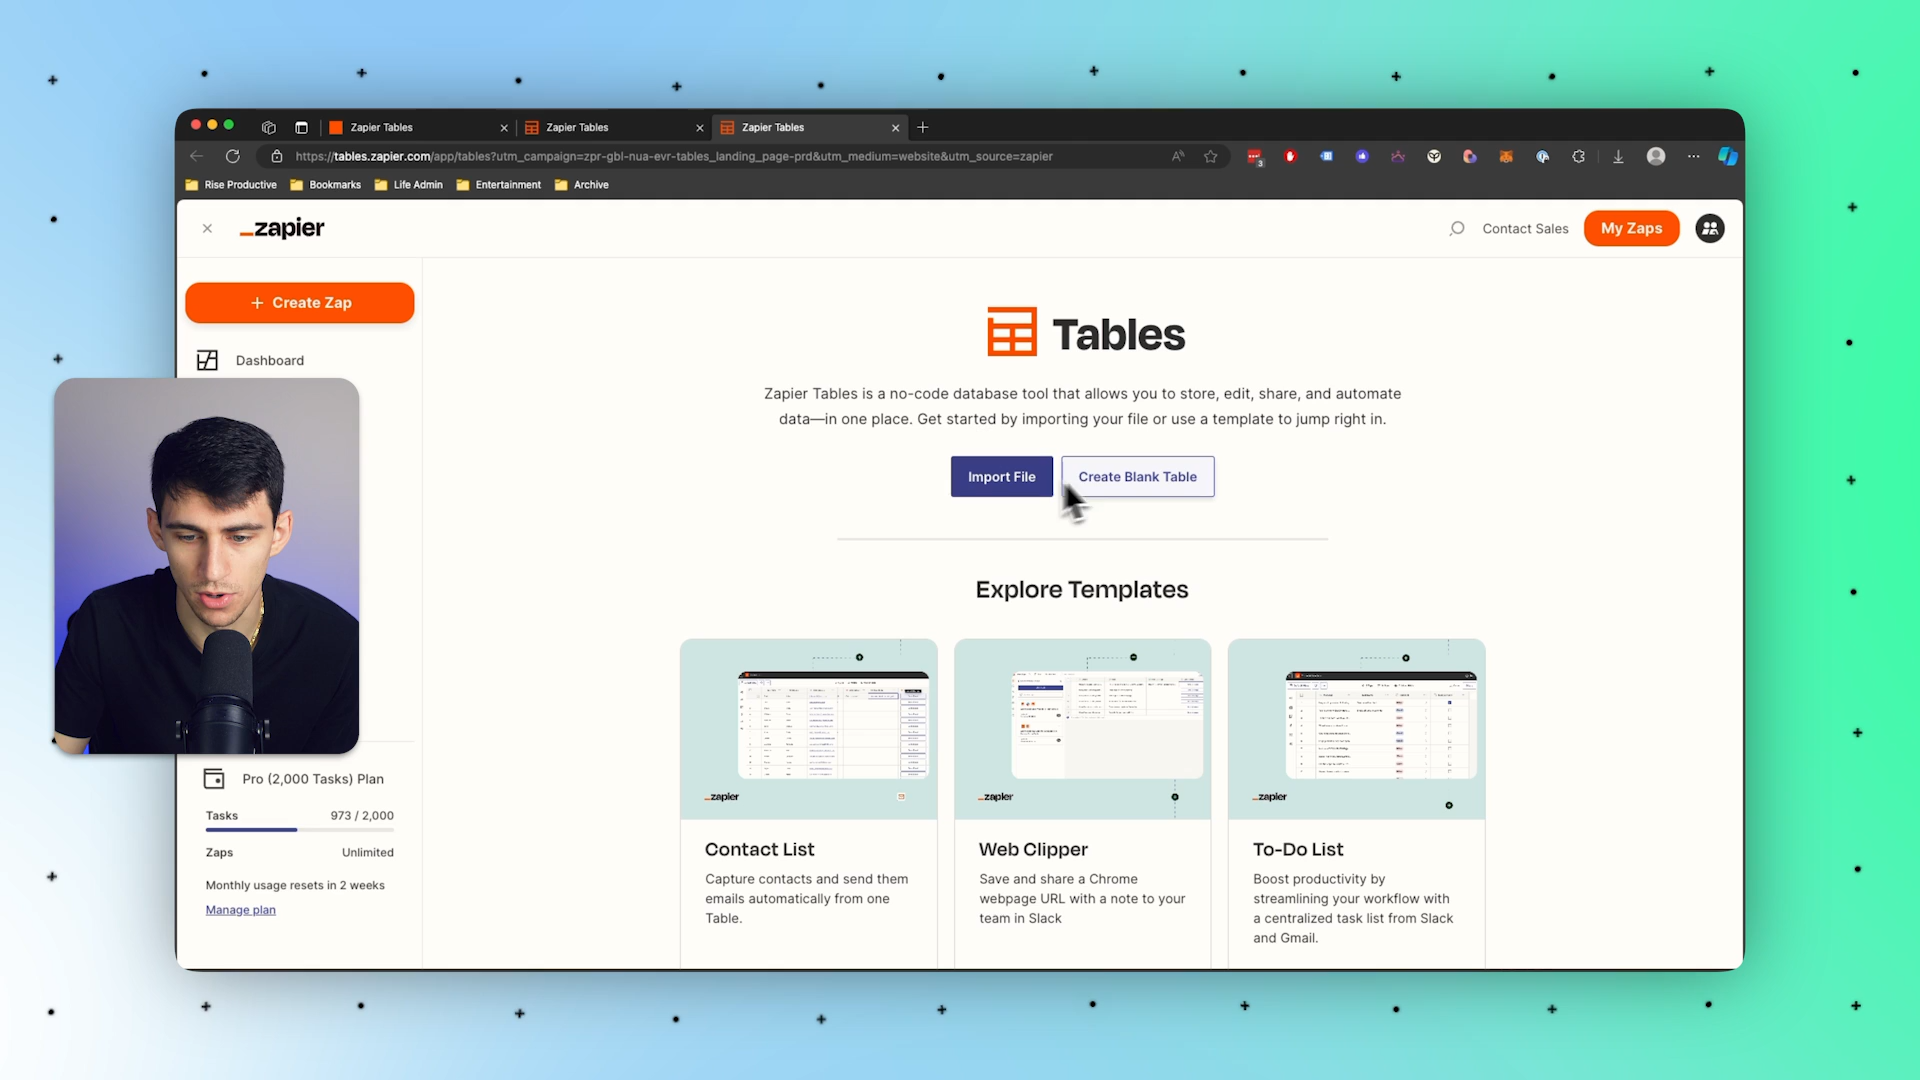 Zapier Tables
Zapier Tables
Zapier Tables
https://tables.zapier.com/app/tables?utm_campaign=zpr-gbl-nua-evr-tables_landing_page-prd&utm_medium=website&utm_source=zapier
3
Rise Productive
Bookmarks
Life Admin
Entertainment
Archive
_zapier
Contact Sales
My Zaps
+ Create Zap
Dashboard
Tables
Zapier Tables is a no-code database tool that allows you to store, edit, share, and automate
data—in one place. Get started by importing your file or use a template to jump right in.
Import File
Create Blank Table
Explore Templates
_zapier
_zapier
_zapier
Contact List
Capture contacts and send them
emails automatically from one
Table.
Web Clipper
Save and share a Chrome
webpage URL with a note to your
team in Slack
To-Do List
Boost productivity by
streamlining your workflow with
a centralized task list from Slack
and Gmail.
Pro (2,000 Tasks) Plan
Tasks 973 / 2,000
Zaps Unlimited
Monthly usage resets in 2 weeks
Manage plan